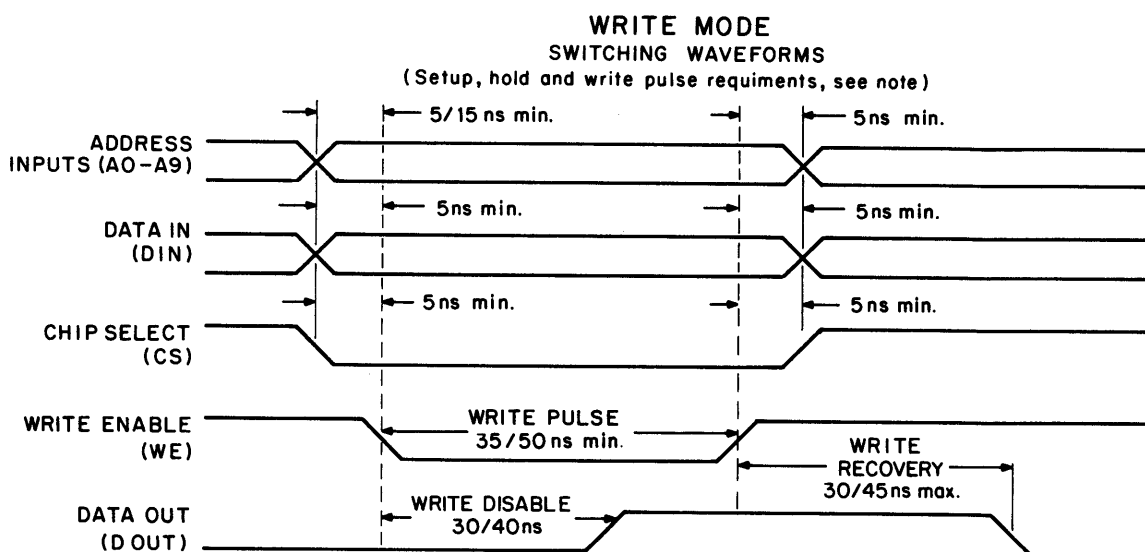 WRITE MODE
SWITCHING WAVEFORMS
(Setup, hold and write pulse requiments, see note)
5/15 ns min.
5ns min.
ADDRESS
INPUTS (A0-A9)
5ns min.
5ns min.
DATA IN
(DIN)
5ns min.
5ns min.
CHIP SELECT
(CS)
WRITE ENABLE
(WE)
WRITE PULSE
35/50 ns min.
WRITE
RECOVERY
30/45ns max.
WRITE DISABLE
30/40ns
DATA OUT
(D OUT)